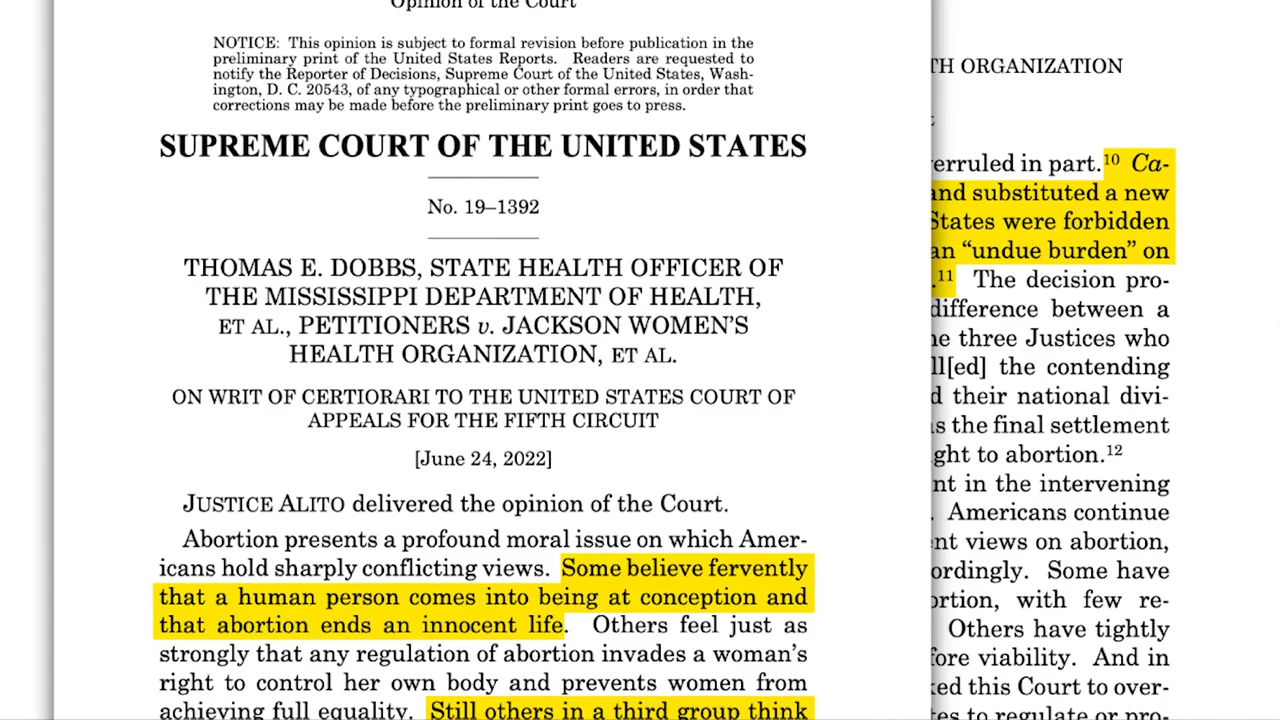 Opinion of the Court
NOTICE: This opinion is subject to formal revision before publication in the
preliminary print of the United States Reports. Readers are requested to
notify the Reporter of Decisions, Supreme Court of the United States, Wash-
ington, D. C. 20543, of any typographical or other formal errors, in order that
corrections may be made before the preliminary print goes to press.
SUPREME COURT OF THE UNITED STATES
No. 19–1392
THOMAS E. DOBBS, STATE HEALTH OFFICER OF
THE MISSISSIPPI DEPARTMENT OF HEALTH,
ET AL., PETITIONERS v. JACKSON WOMEN'S
HEALTH ORGANIZATION, ET AL.
ON WRIT OF CERTIORARI TO THE UNITED STATES COURT OF
APPEALS FOR THE FIFTH CIRCUIT
[June 24, 2022]
JUSTICE ALITO delivered the opinion of the Court.
Abortion presents a profound moral issue on which Amer-
icans hold sharply conflicting views. Some believe fervently
that a human person comes into being at conception and
that abortion ends an innocent life. Others feel just as
strongly that any regulation of abortion invades a woman's
right to control her own body and prevents women from
achieving full equality. Still others in a third group think
TH ORGANIZATION
erruled in part.¹⁰ Ca-
and substituted a new
States were forbidden
an “undue burden” on
.¹¹ The decision pro-
difference between a
three Justices who
ll[ed] the contending
their national divi-
the final settlement
ght to abortion.¹²
nt in the intervening
. Americans continue
ent views on abortion,
ordingly. Some have
ortion, with few re-
Others have tightly
fore viability. And in
ked this Court to over-
tes to regulate or pro-